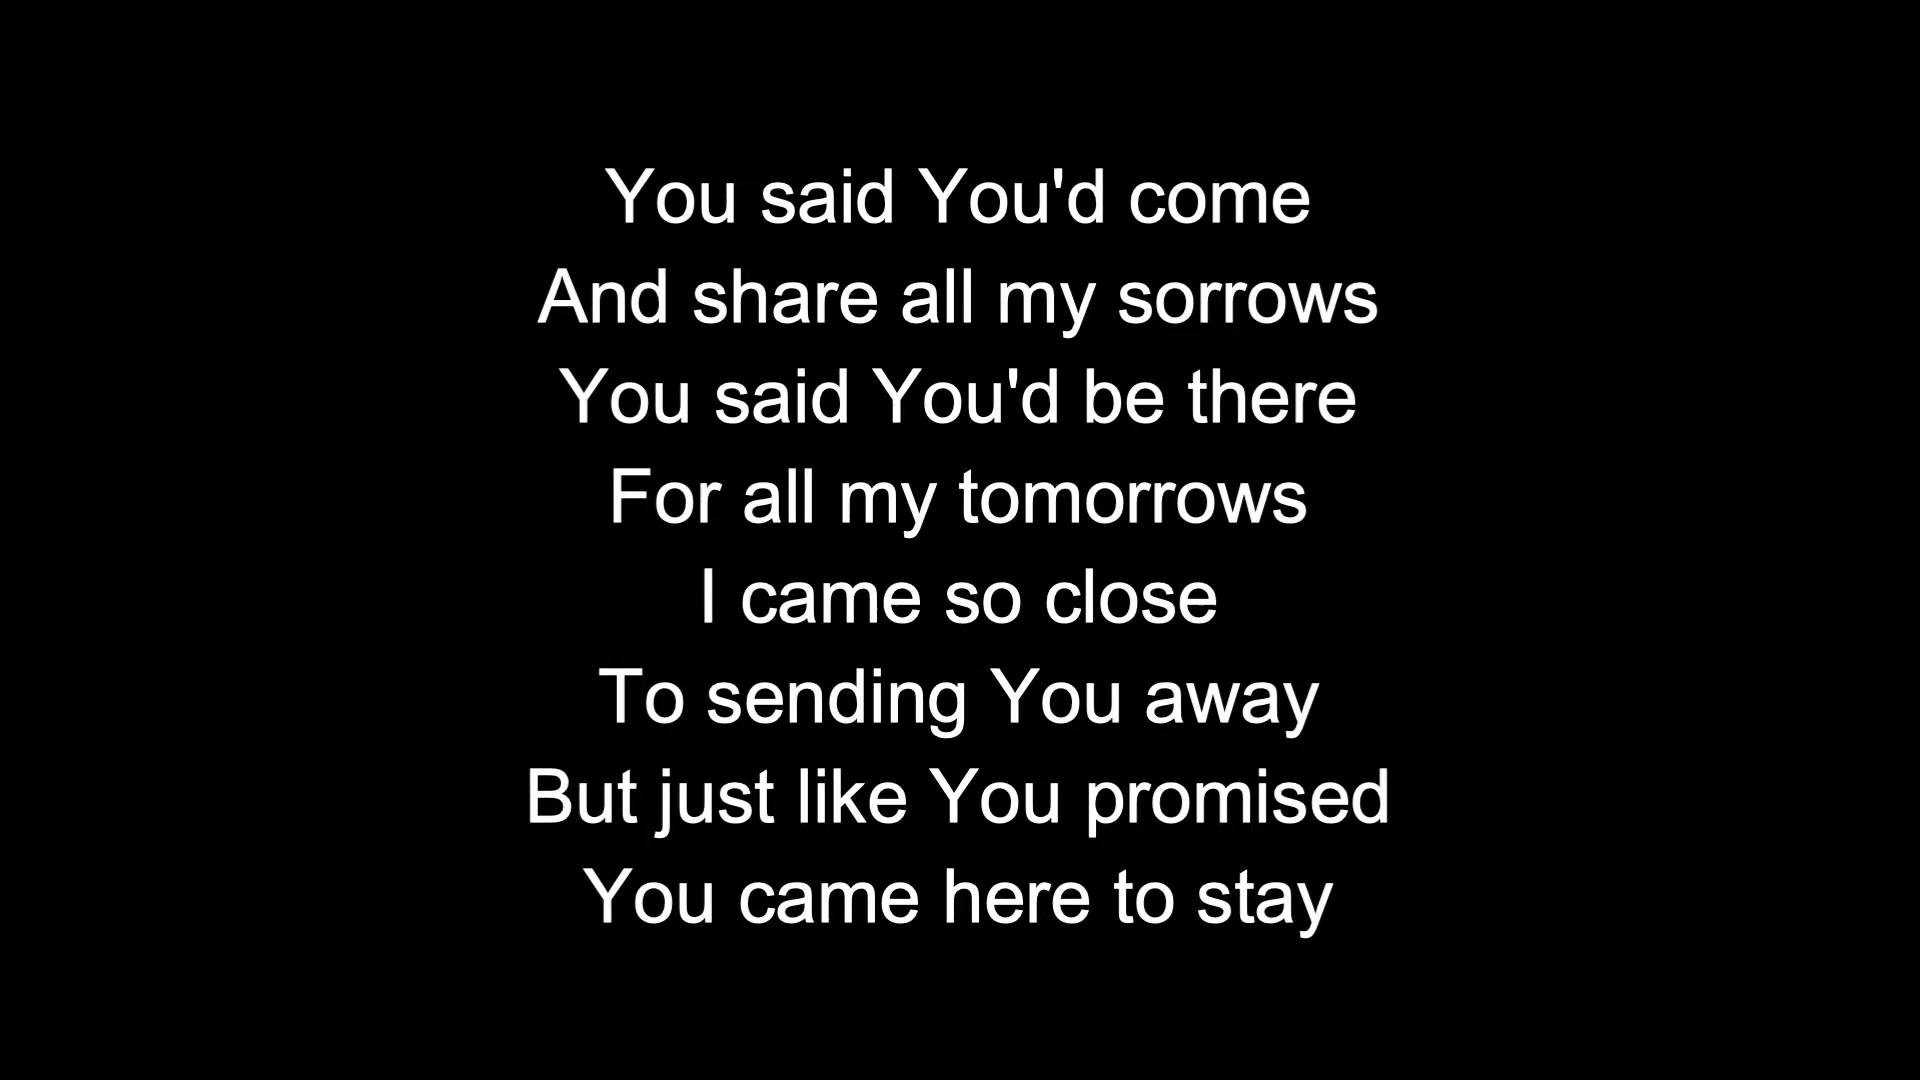 You said You'd come
And share all my sorrows
You said You'd be there
For all my tomorrows
I came so close
To sending You away
But just like You promised
You came here to stay